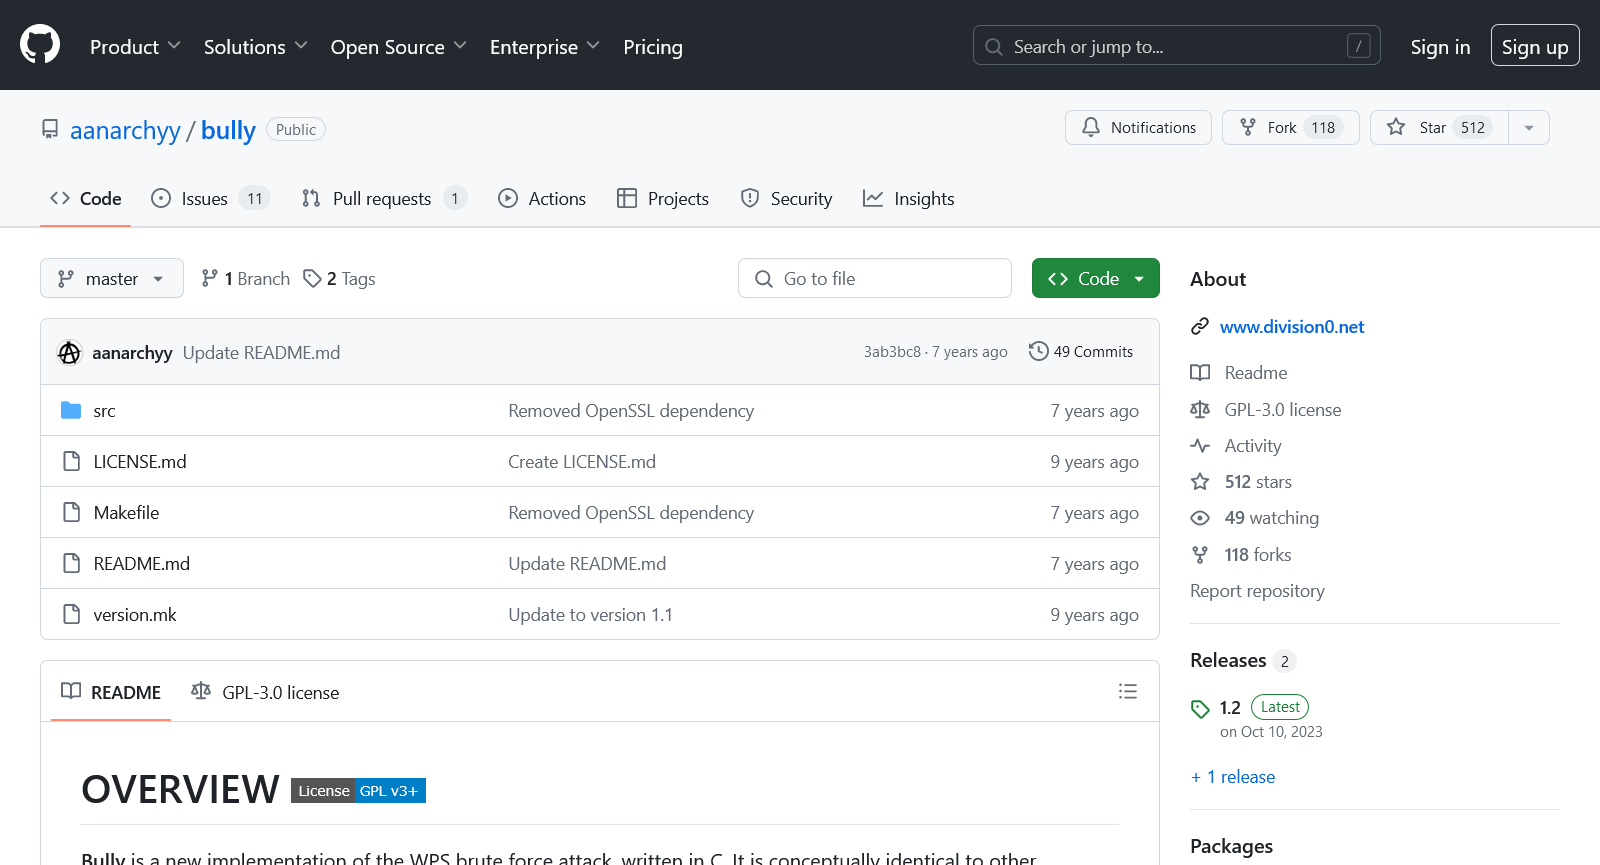 Product Solutions Open Source Enterprise Pricing Search or jump to... / Sign in Sign up
aanarchyy / bully Public Notifications Fork 118 Star 512
Code Issues 11 Pull requests 1 Actions Projects Security Insights
master 1 Branch 2 Tags Go to file Code
aanarchyy Update README.md 3ab3bc8 · 7 years ago 49 Commits
src Removed OpenSSL dependency 7 years ago
LICENSE.md Create LICENSE.md 9 years ago
Makefile Removed OpenSSL dependency 7 years ago
README.md Update README.md 7 years ago
version.mk Update to version 1.1 9 years ago
README GPL-3.0 license
OVERVIEW License GPL v3+
Bully is a new implementation of the WPS brute force attack, written in C. It is conceptually identical to other
About
www.division0.net
Readme
GPL-3.0 license
Activity
512 stars
49 watching
118 forks
Report repository
Releases 2
1.2 Latest
on Oct 10, 2023
+ 1 release
Packages